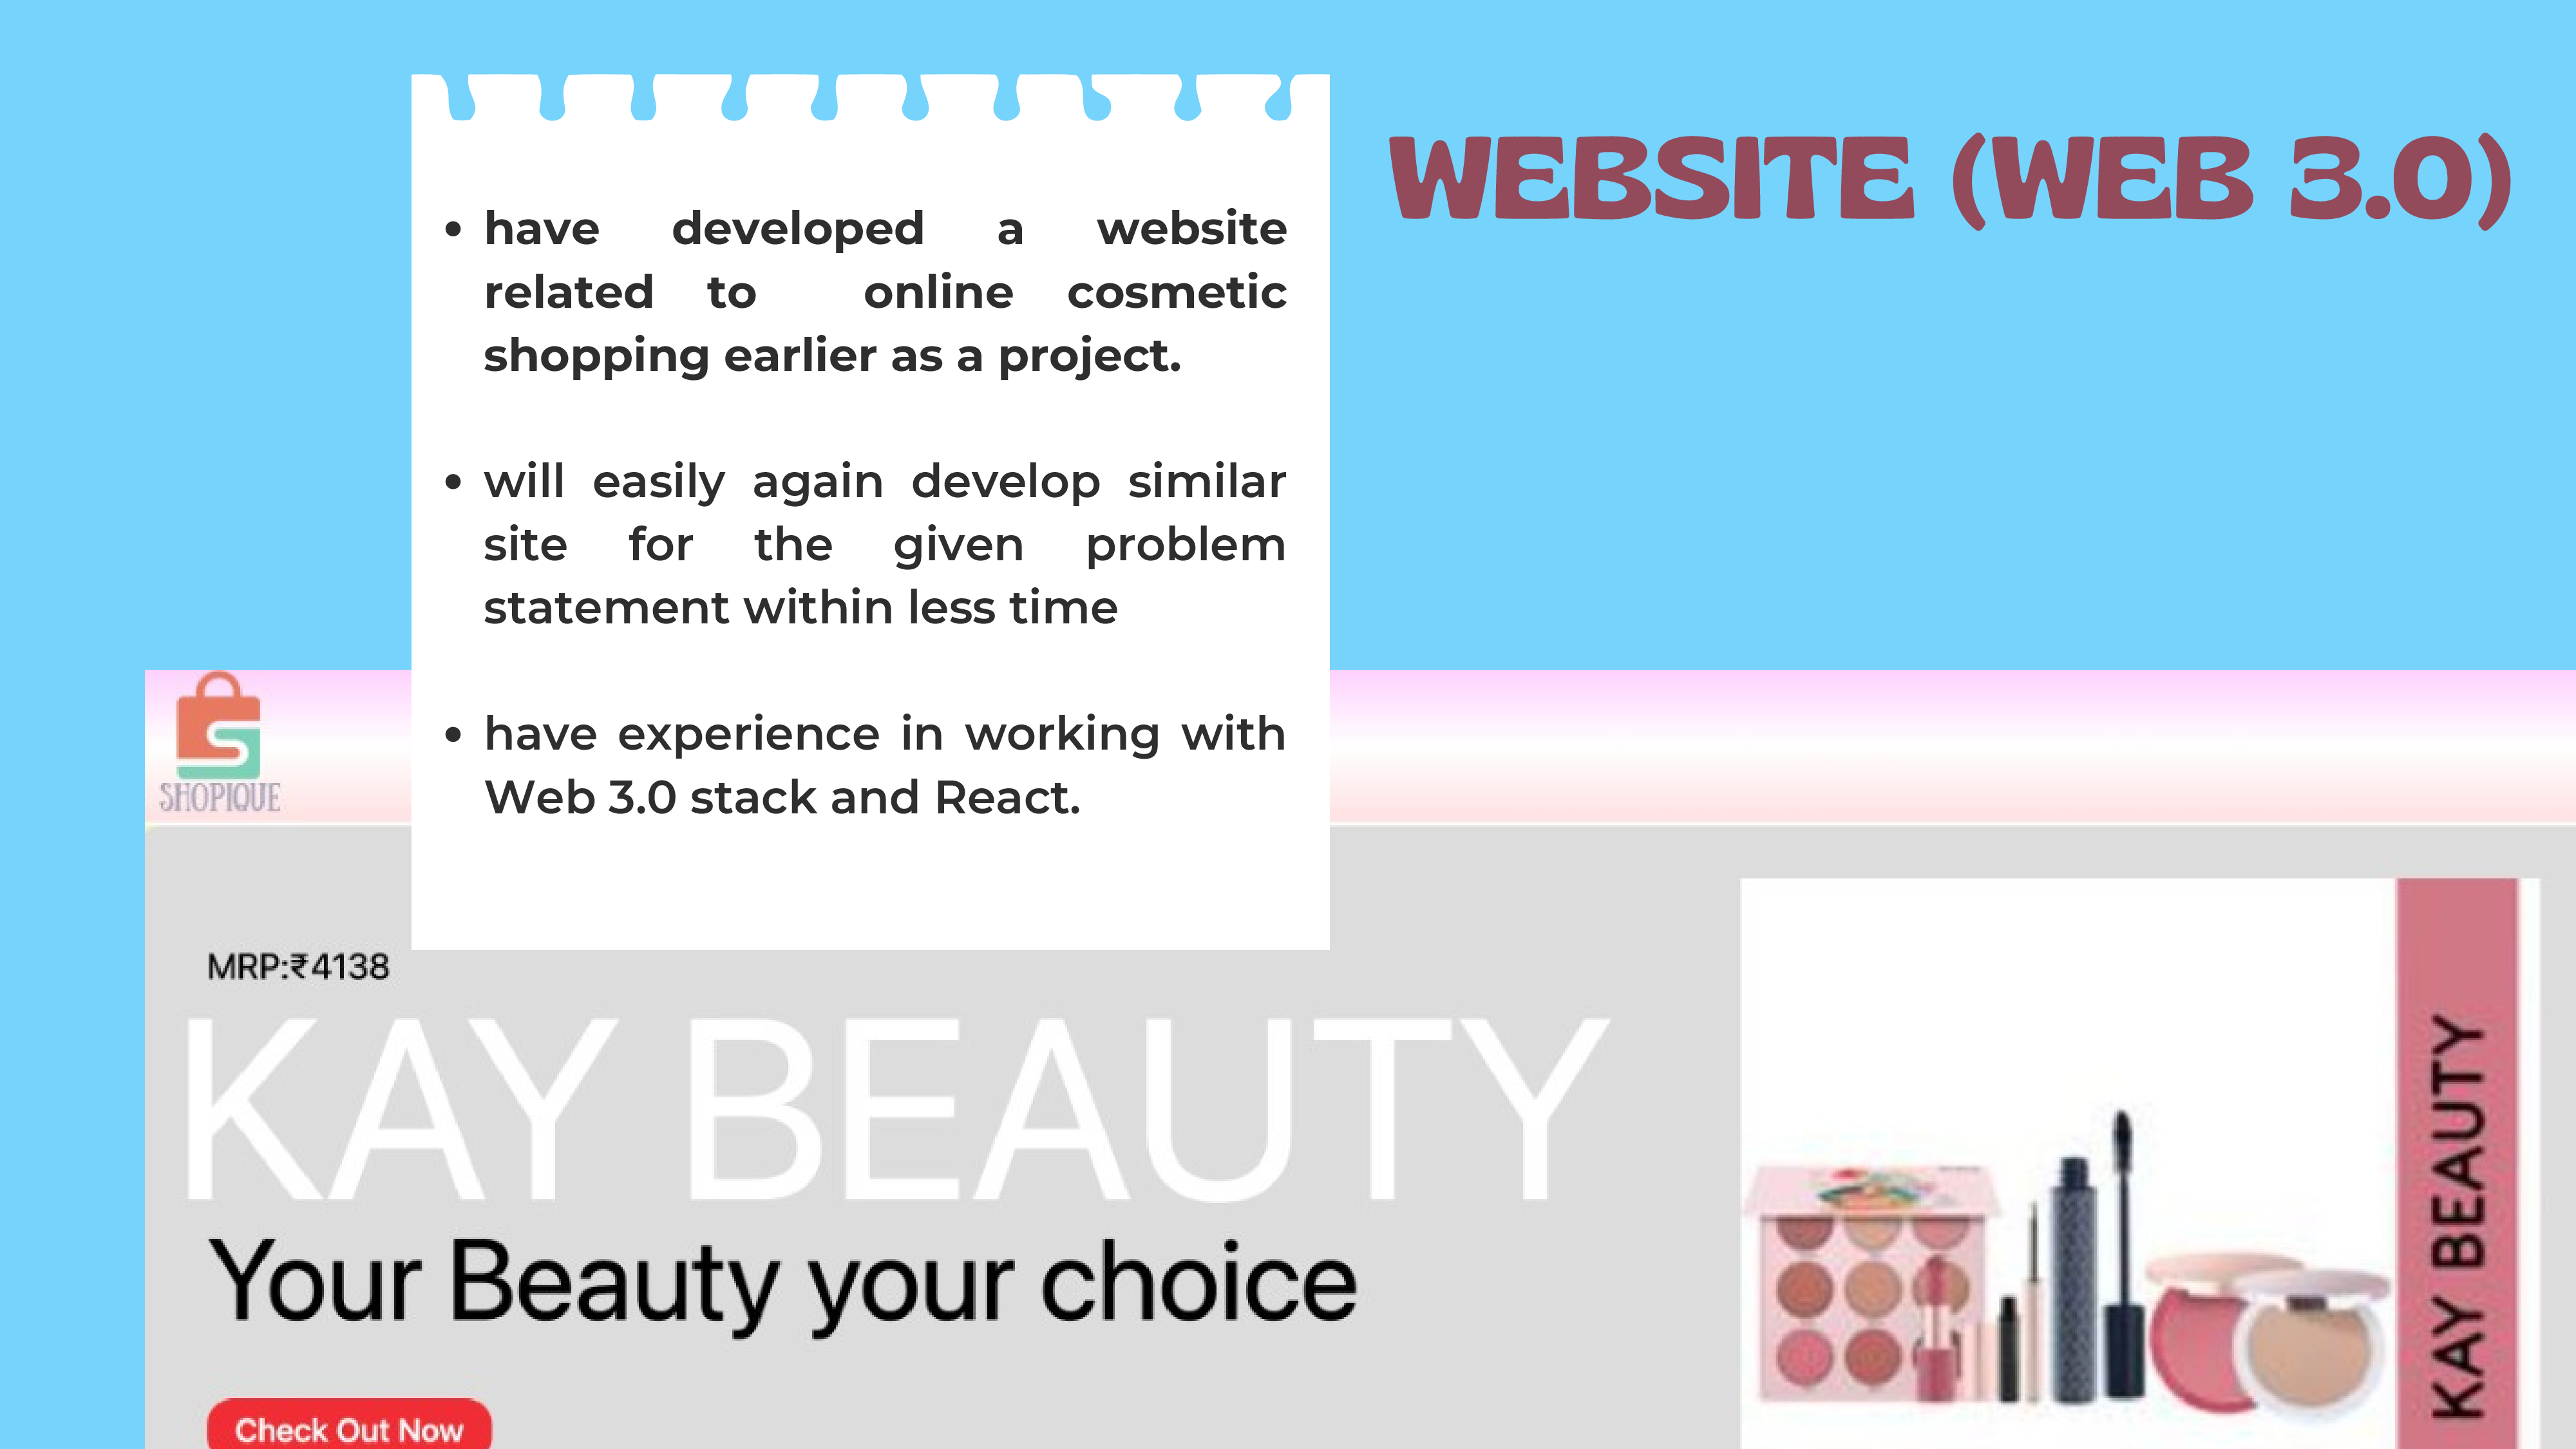 WEBSITE (WEB 3.0)
• have developed a website
related to online cosmetic
shopping earlier as a project.
• will easily again develop similar
site for the given problem
statement within less time
• have experience in working with
Web 3.0 stack and React.
SHOPIQUE
MRP:₹4138
KAY BEAUTY
Your Beauty your choice
Check Out Now
KAY BEAUTY